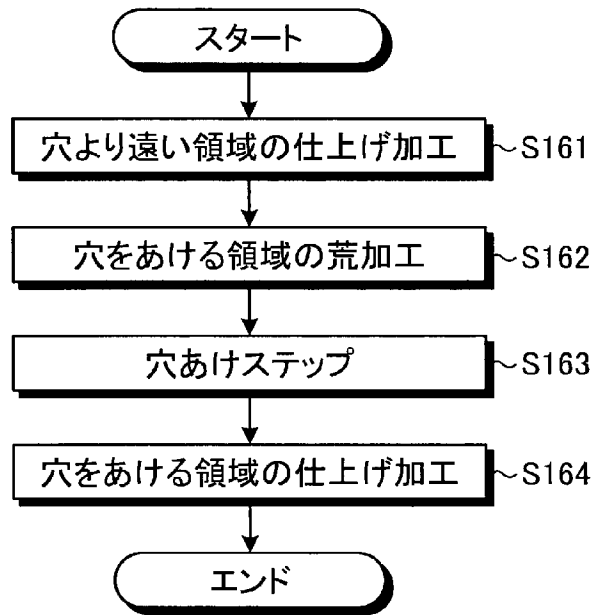 スタート
穴より遠い領域の仕上げ加工 ~S161
穴をあける領域の荒加工 ~S162
穴あけステップ ~S163
穴をあける領域の仕上げ加工 ~S164
エンド